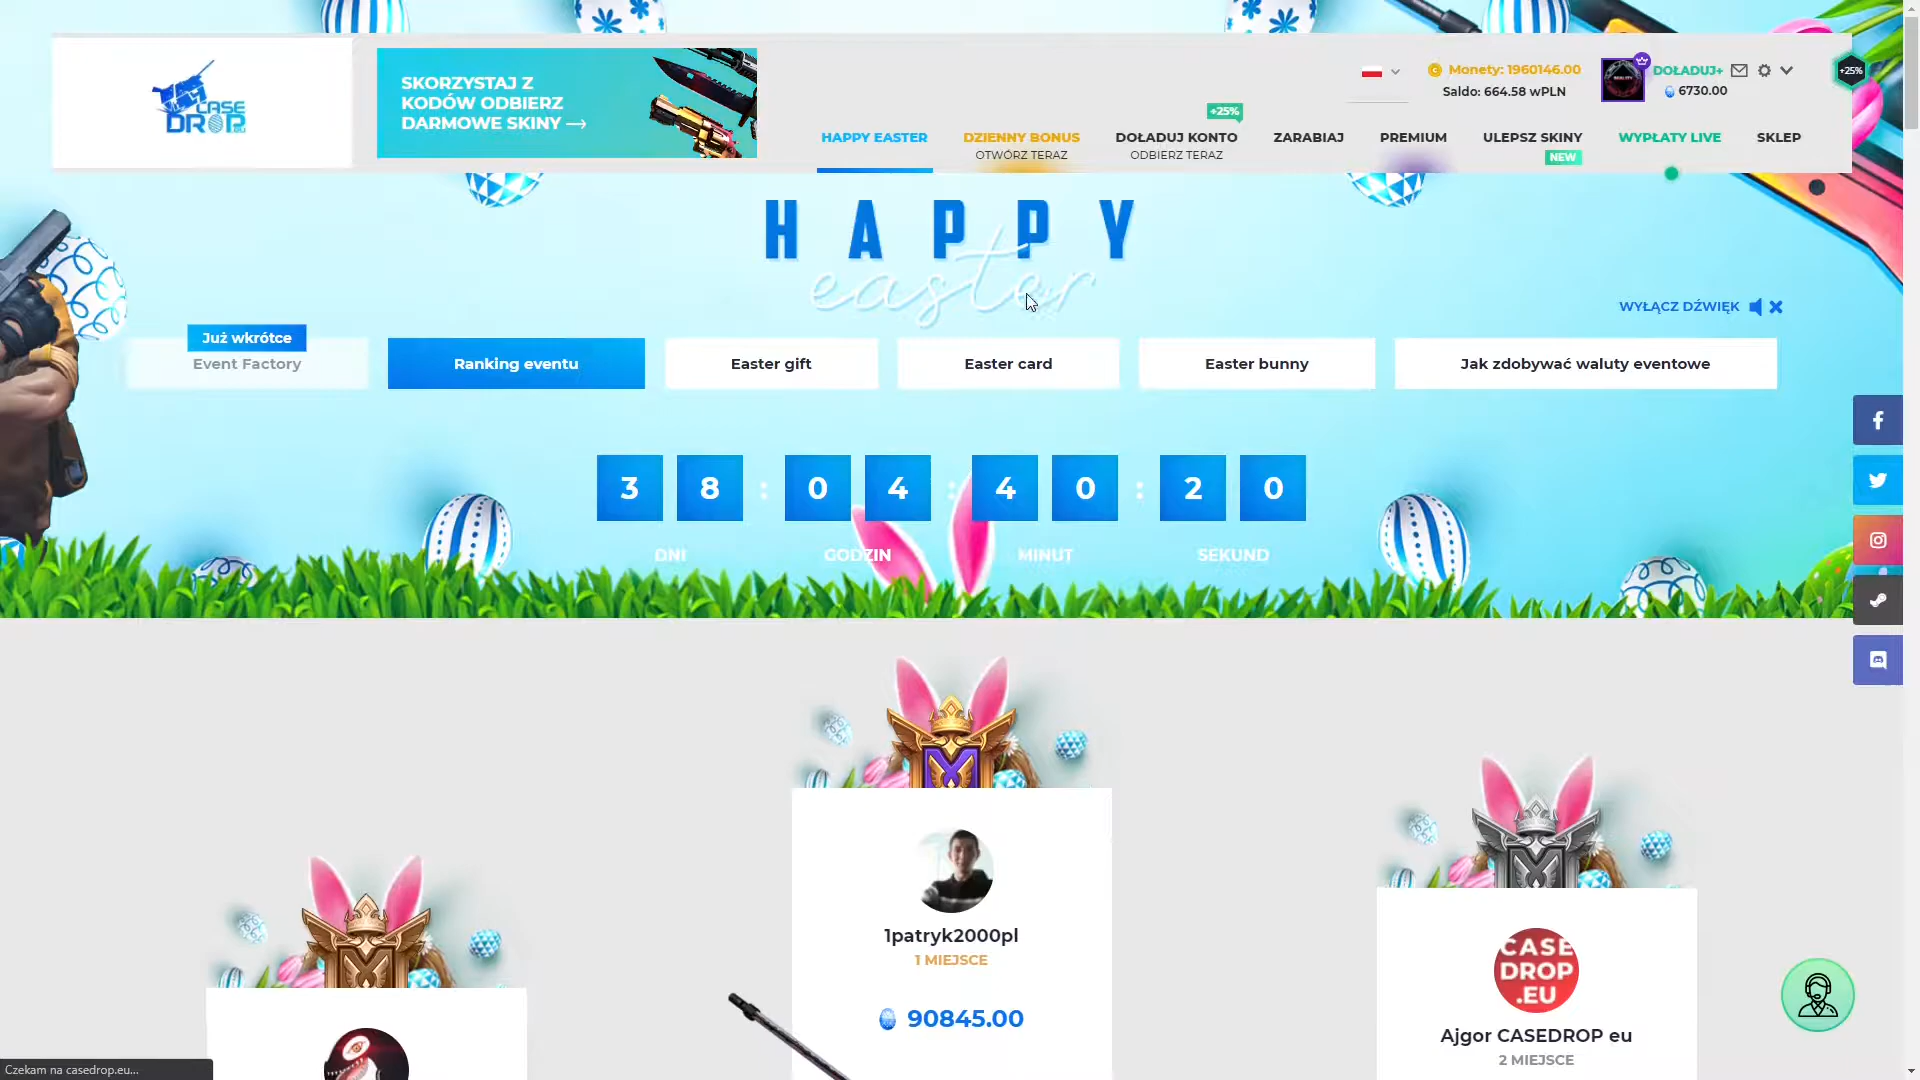 CASE
DROP
.EU
SKORZYSTAJ Z
KODÓW ODBIERZ
DARMOWE SKINY
Monety: 1960146.00
Saldo: 664.58 wPLN
DOŁADUJ+
6730.00
+25%
+25%
HAPPY EASTER
DZIENNY BONUS
OTWÓRZ TERAZ
DOŁADUJ KONTO
ODBIERZ TERAZ
ZARABIAJ
PREMIUM
ULEPSZ SKINY
NEW
WYPŁATY LIVE
SKLEP
HAPPY
easter
WYŁĄCZ DŹWIĘK
Już wkrótce
Event Factory
Ranking eventu
Easter gift
Easter card
Easter bunny
Jak zdobywać waluty eventowe
3 8 : 0 4 : 4 0 : 2 0
DNI
GODZIN
MINUT
SEKUND
1patryk2000pl
1 MIEJSCE
90845.00
CASE
DROP
.EU
Ajgor CASEDROP eu
2 MIEJSCE
Czekam na casedrop.eu...